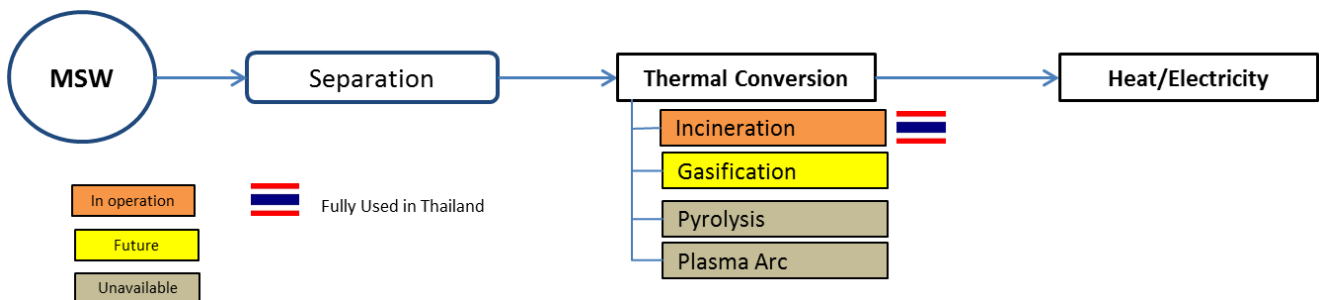 MSW
Separation
Thermal Conversion
Heat/Electricity
Incineration
Gasification
Pyrolysis
Plasma Arc
In operation
Fully Used in Thailand
Future
Unavailable